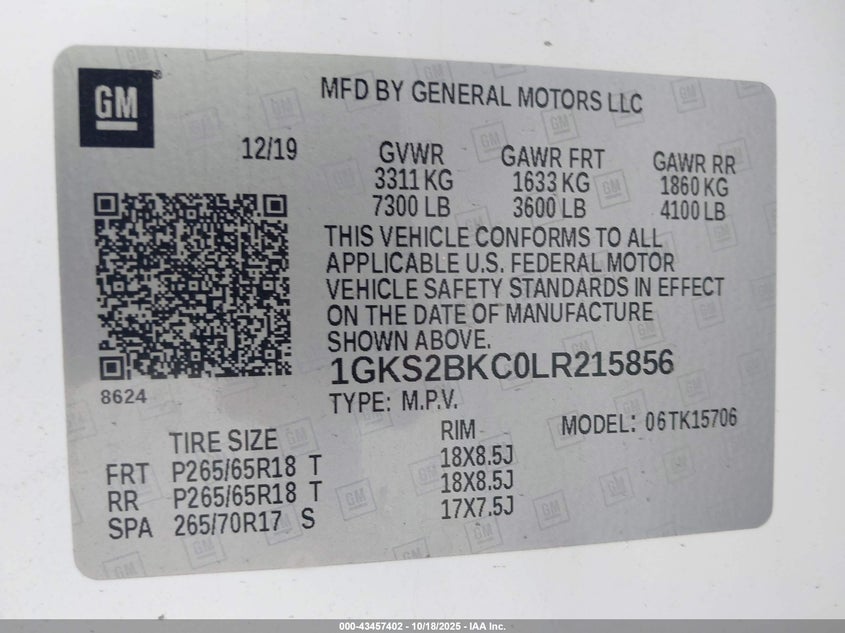 GM
MFD BY GENERAL MOTORS LLC
12/19
GVWR GAWR FRT GAWR RR
3311 KG 1633 KG 1860 KG
7300 LB 3600 LB 4100 LB
THIS VEHICLE CONFORMS TO ALL
APPLICABLE U.S. FEDERAL MOTOR
VEHICLE SAFETY STANDARDS IN EFFECT
ON THE DATE OF MANUFACTURE
SHOWN ABOVE.
1GKS2BKC0LR215856
8624
TYPE: M.P.V.
MODEL: 06TK15706
TIRE SIZE RIM
FRT P265/65R18 T 18X8.5J
RR P265/65R18 T 18X8.5J
SPA 265/70R17 S 17X7.5J
000-43457402 - 10/18/2025 - IAA Inc.